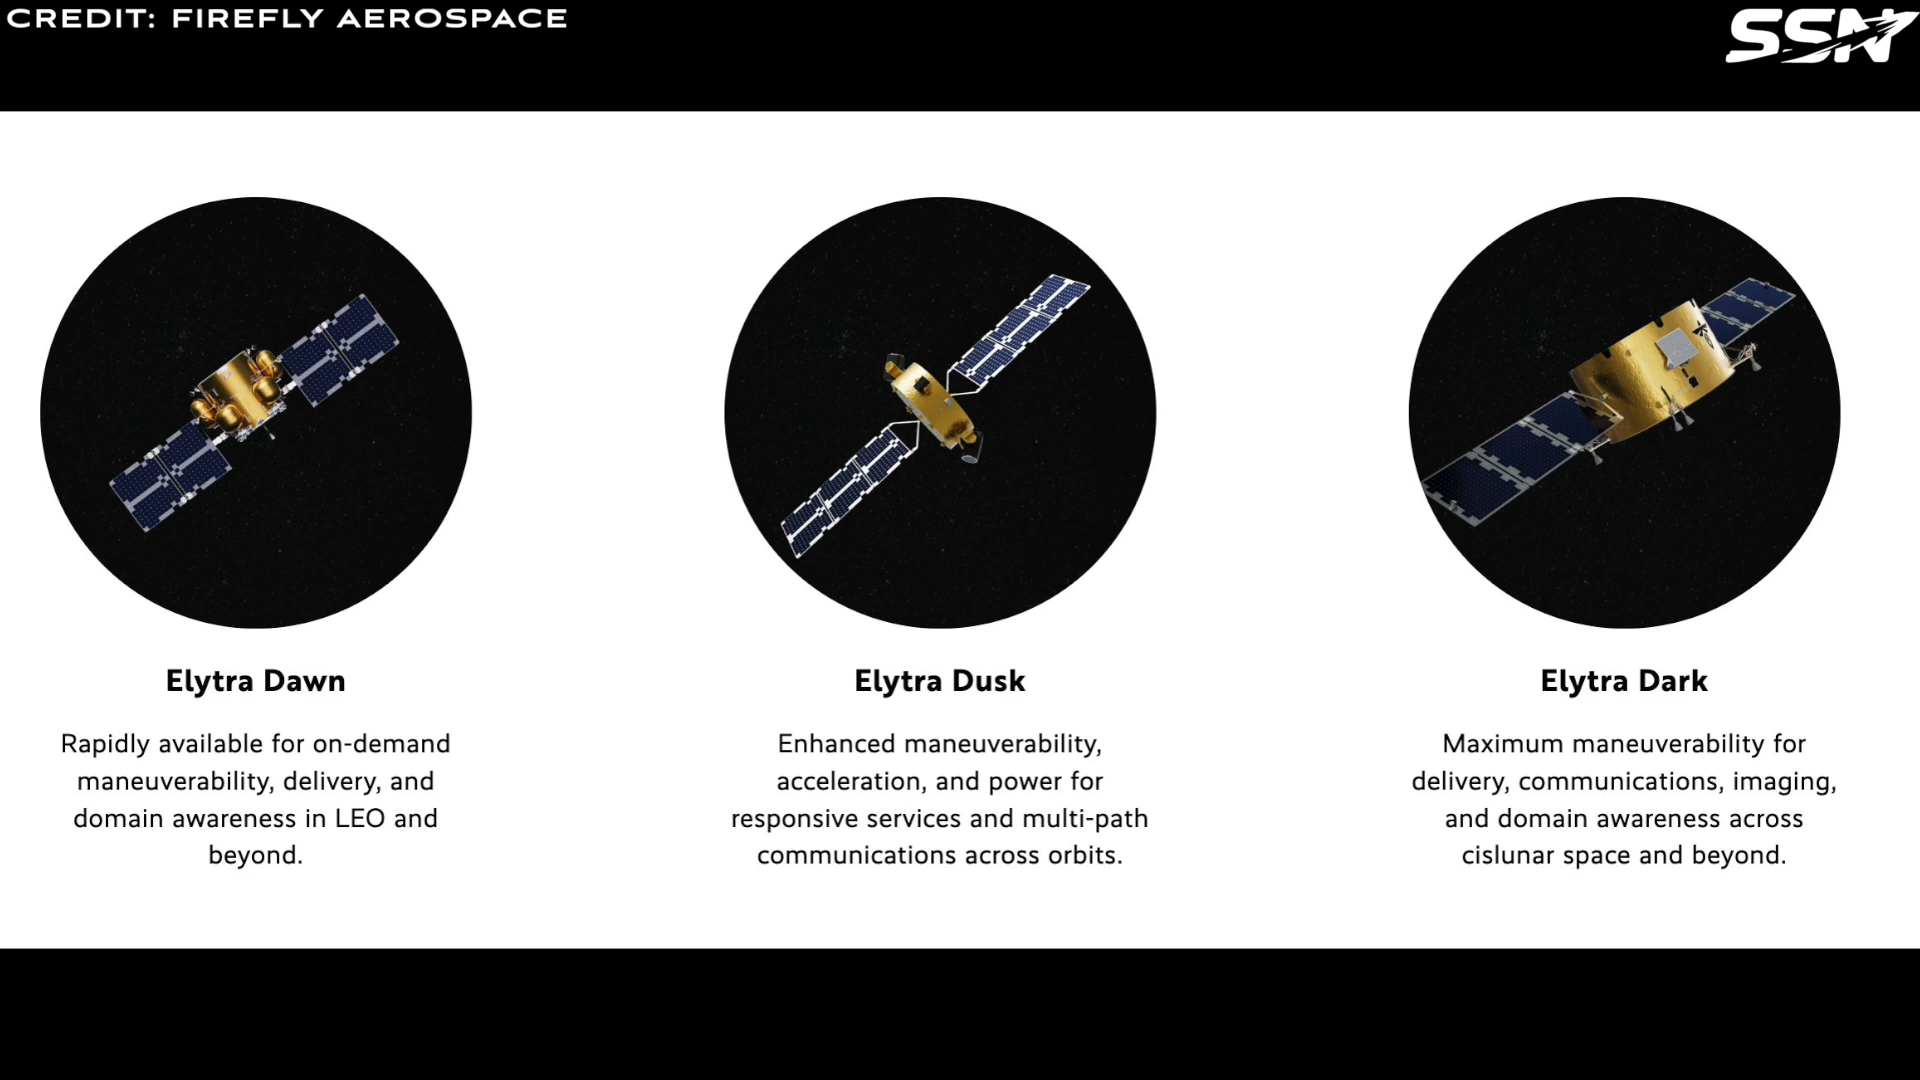 CREDIT: FIREFLY AEROSPACE
SSN
Elytra Dawn
Rapidly available for on-demand
maneuverability, delivery, and
domain awareness in LEO and
beyond.
Elytra Dusk
Enhanced maneuverability,
acceleration, and power for
responsive services and multi-path
communications across orbits.
Elytra Dark
Maximum maneuverability for
delivery, communications, imaging,
and domain awareness across
cislunar space and beyond.